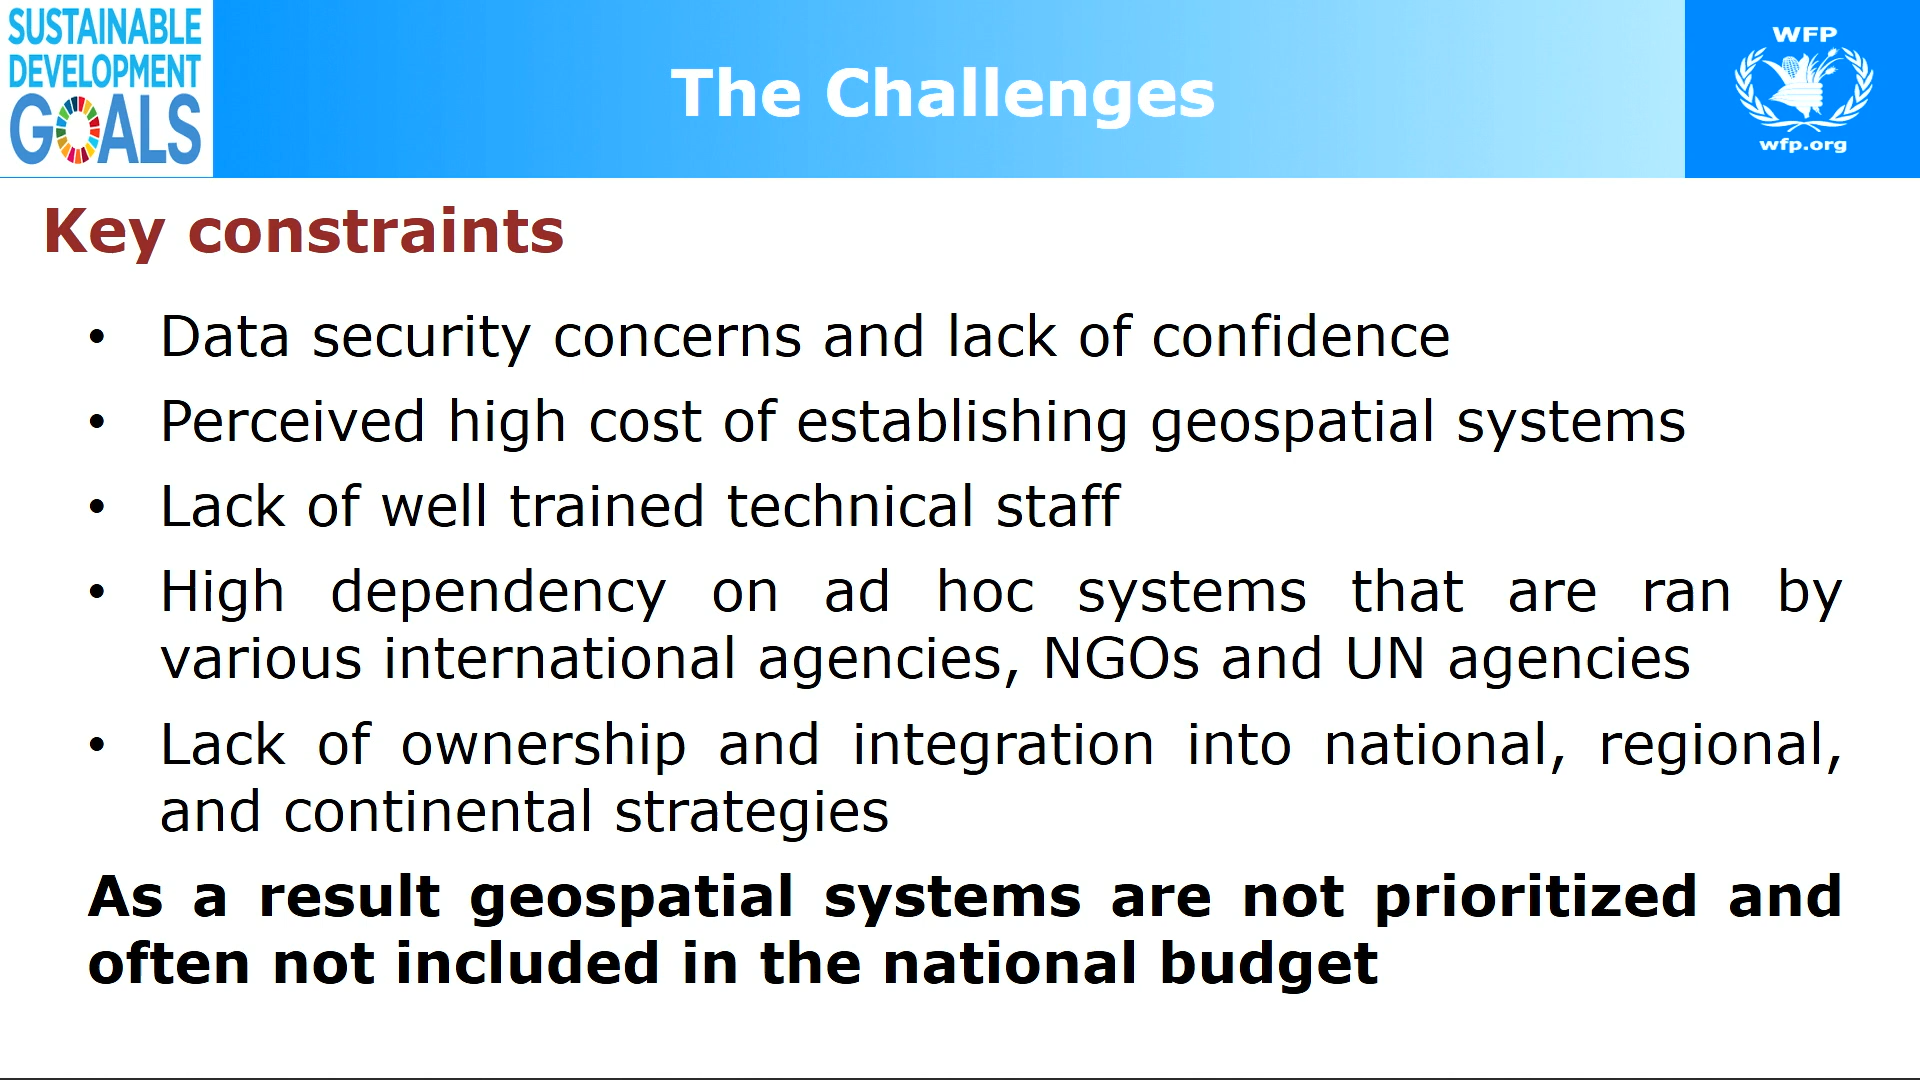 SUSTAINABLE
DEVELOPMENT
GOALS
The Challenges
WFP
wfp.org
Key constraints
• Data security concerns and lack of confidence
• Perceived high cost of establishing geospatial systems
• Lack of well trained technical staff
• High dependency on ad hoc systems that are ran by
various international agencies, NGOs and UN agencies
• Lack of ownership and integration into national, regional,
and continental strategies
As a result geospatial systems are not prioritized and
often not included in the national budget